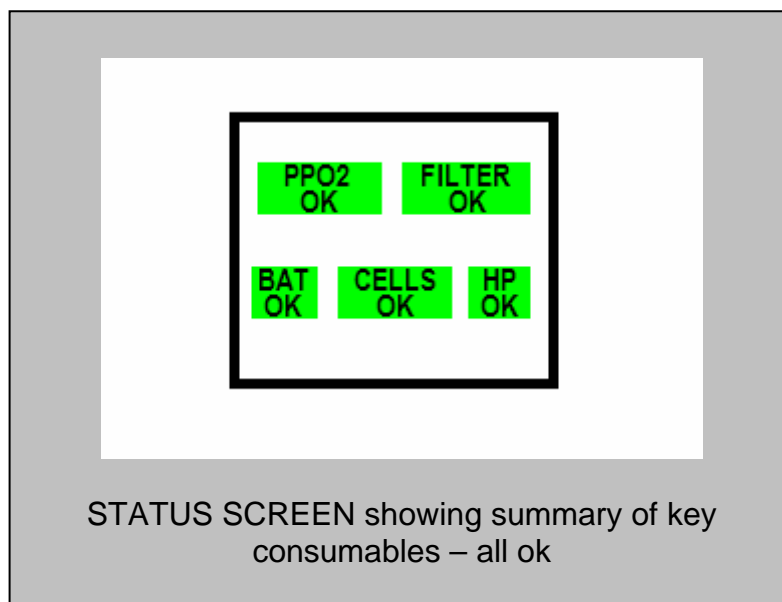 PPO2 FILTER
OK OK
BAT CELLS HP
OK OK OK
STATUS SCREEN showing summary of key
consumables – all ok